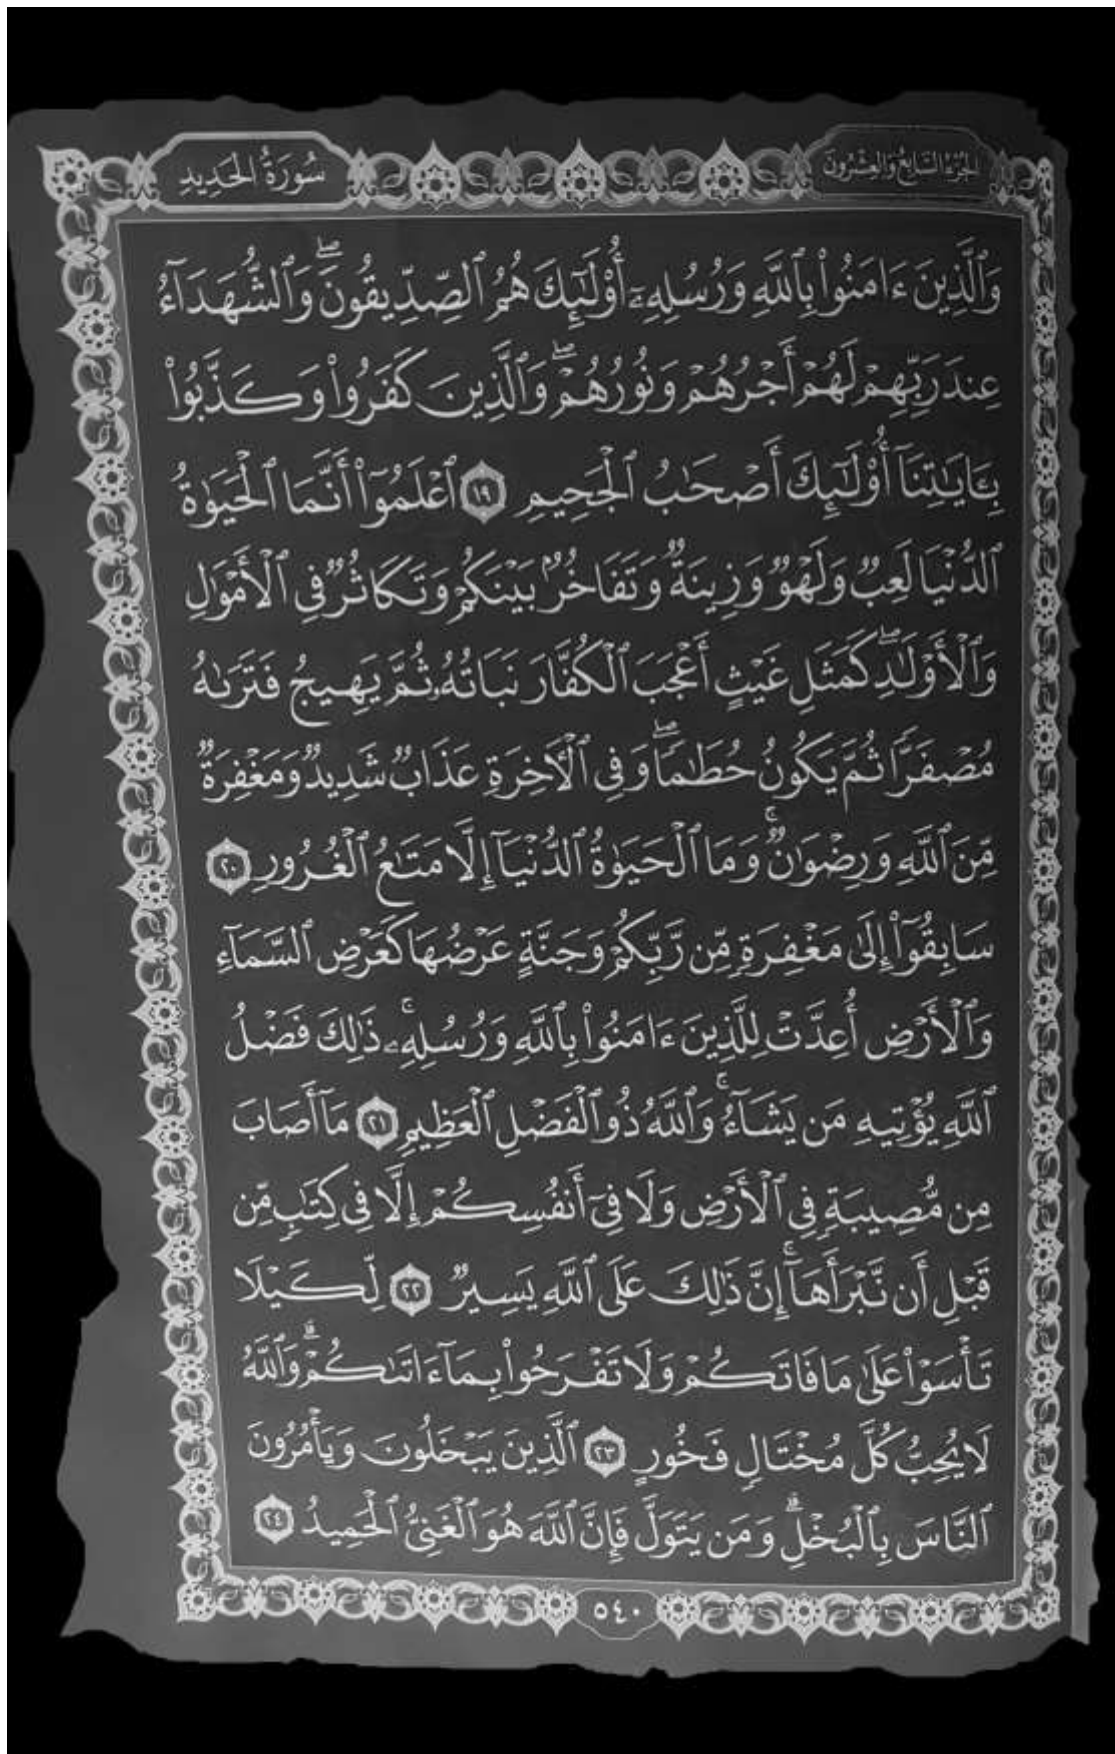 الجزء السابع والعشرون
سُورَةُ الحَدِيدِ
وَٱلَّذِينَ ءَامَنُوا۟ بِٱللَّهِ وَرُسُلِهِۦٓ أُو۟لَـٰٓئِكَ هُمُ ٱلصِّدِّيقُونَ ۖ وَٱلشُّهَدَآءُ
عِندَ رَبِّهِمْ لَهُمْ أَجْرُهُمْ وَنُورُهُمْ ۖ وَٱلَّذِينَ كَفَرُوا۟ وَكَذَّبُوا۟
بِـَٔايَـٰتِنَآ أُو۟لَـٰٓئِكَ أَصْحَـٰبُ ٱلْجَحِيمِ ١٩ ٱعْلَمُوٓا۟ أَنَّمَا ٱلْحَيَوٰةُ
ٱلدُّنْيَا لَعِبٌ وَلَهْوٌ وَزِينَةٌ وَتَفَاخُرٌۢ بَيْنَكُمْ وَتَكَاثُرٌ فِى ٱلْأَمْوَٰلِ
وَٱلْأَوْلَـٰدِ ۖ كَمَثَلِ غَيْثٍ أَعْجَبَ ٱلْكُفَّارَ نَبَاتُهُۥ ثُمَّ يَهِيجُ فَتَرَىٰهُ
مُصْفَرًّا ثُمَّ يَكُونُ حُطَـٰمًا ۖ وَفِى ٱلْـَٔاخِرَةِ عَذَابٌ شَدِيدٌ وَمَغْفِرَةٌ
مِّنَ ٱللَّهِ وَرِضْوَٰنٌ ۚ وَمَا ٱلْحَيَوٰةُ ٱلدُّنْيَآ إِلَّا مَتَـٰعُ ٱلْغُرُورِ ٢٠
سَابِقُوٓا۟ إِلَىٰ مَغْفِرَةٍ مِّن رَّبِّكُمْ وَجَنَّةٍ عَرْضُهَا كَعَرْضِ ٱلسَّمَآءِ
وَٱلْأَرْضِ أُعِدَّتْ لِلَّذِينَ ءَامَنُوا۟ بِٱللَّهِ وَرُسُلِهِۦ ۚ ذَٰلِكَ فَضْلُ
ٱللَّهِ يُؤْتِيهِ مَن يَشَآءُ ۚ وَٱللَّهُ ذُو ٱلْفَضْلِ ٱلْعَظِيمِ ٢١ مَآ أَصَابَ
مِن مُّصِيبَةٍ فِى ٱلْأَرْضِ وَلَا فِىٓ أَنفُسِكُمْ إِلَّا فِى كِتَـٰبٍ مِّن
قَبْلِ أَن نَّبْرَأَهَآ ۚ إِنَّ ذَٰلِكَ عَلَى ٱللَّهِ يَسِيرٌ ٢٢ لِّكَيْلَا
تَأْسَوْا۟ عَلَىٰ مَا فَاتَكُمْ وَلَا تَفْرَحُوا۟ بِمَآ ءَاتَىٰكُمْ ۗ وَٱللَّهُ
لَا يُحِبُّ كُلَّ مُخْتَالٍ فَخُورٍ ٢٣ ٱلَّذِينَ يَبْخَلُونَ وَيَأْمُرُونَ
ٱلنَّاسَ بِٱلْبُخْلِ ۗ وَمَن يَتَوَلَّ فَإِنَّ ٱللَّهَ هُوَ ٱلْغَنِىُّ ٱلْحَمِيدُ ٢٤
٥٤٠